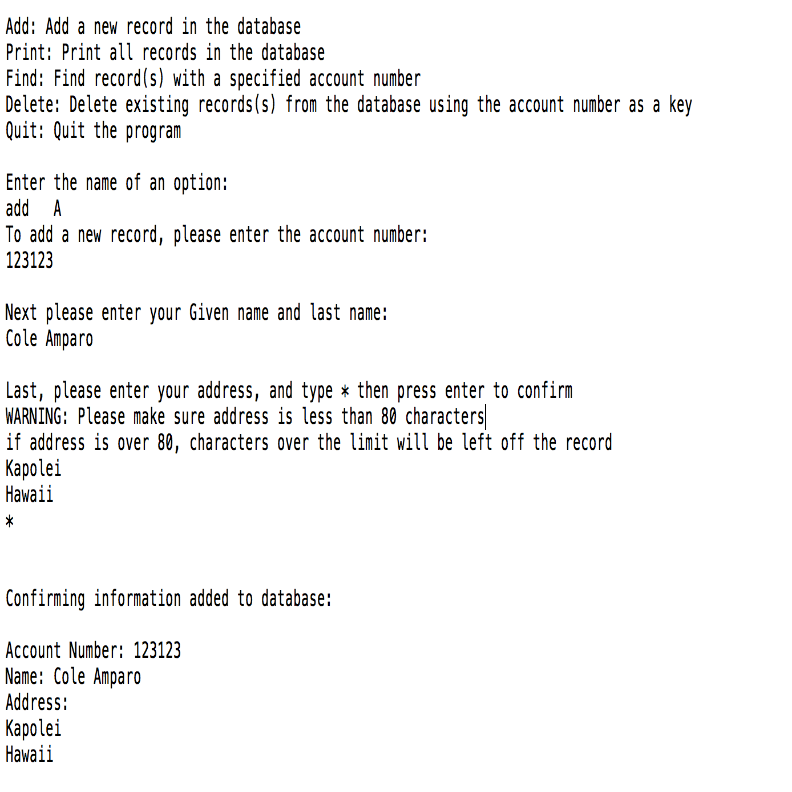 Add: Add a new record in the database
Print: Print all records in the database
Find: Find record(s) with a specified account number
Delete: Delete existing records(s) from the database using the account number as a key
Quit: Quit the program
Enter the name of an option:
add   A
To add a new record, please enter the account number:
123123
Next please enter your Given name and last name:
Cole Amparo
Last, please enter your address, and type * then press enter to confirm
WARNING: Please make sure address is less than 80 characters
if address is over 80, characters over the limit will be left off the record
Kapolei
Hawaii
*
Confirming information added to database:
Account Number: 123123
Name: Cole Amparo
Address:
Kapolei
Hawaii